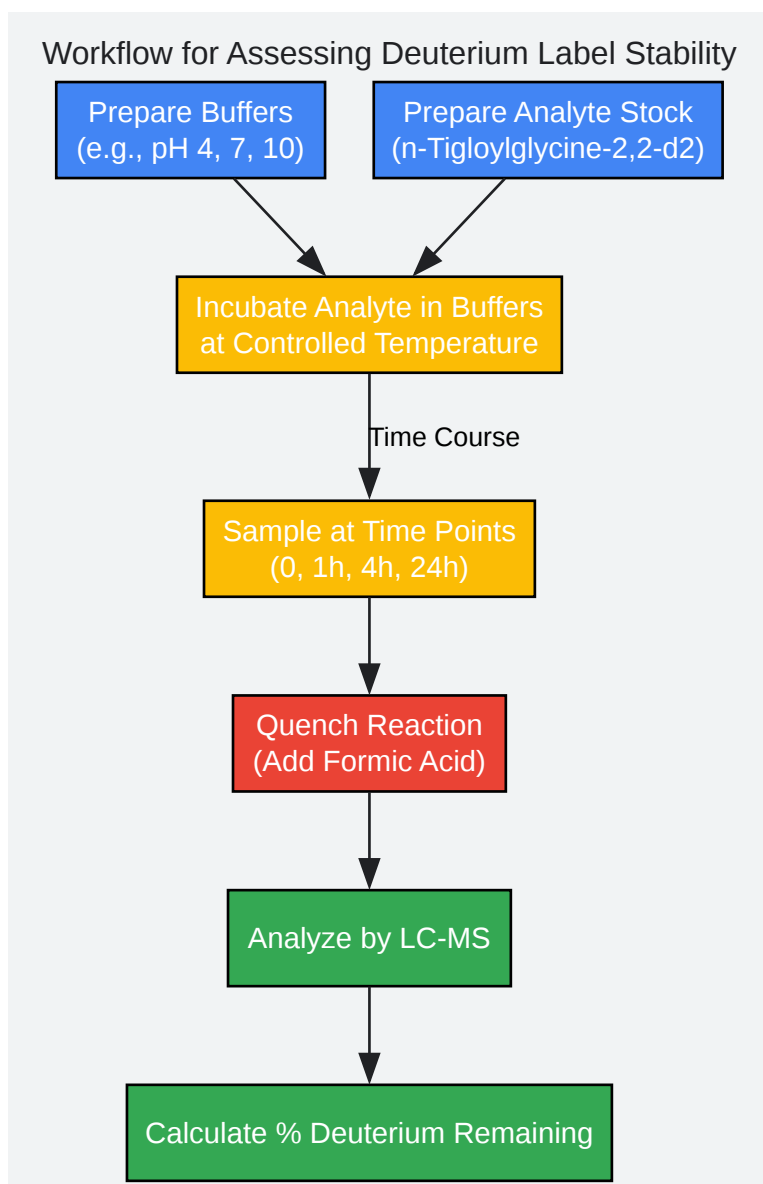 Workflow for Assessing Deuterium Label Stability
Prepare Buffers
(e.g., pH 4, 7, 10)
Prepare Analyte Stock
(n-Tigloylglycine-2,2-d2)
Incubate Analyte in Buffers
at Controlled Temperature
Time Course
Sample at Time Points
(0, 1h, 4h, 24h)
Quench Reaction
(Add Formic Acid)
Analyze by LC-MS
Calculate % Deuterium Remaining